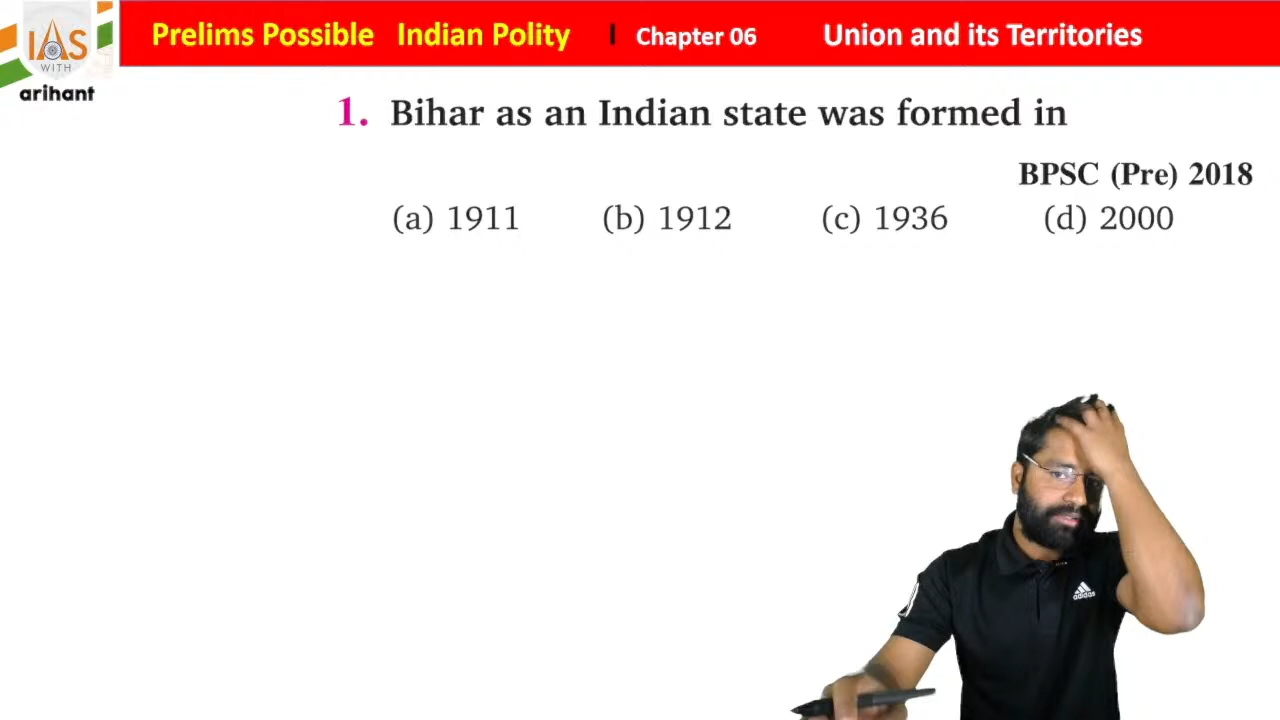 IAS
WITH
arihant
Prelims Possible Indian Polity | Chapter 06 Union and its Territories
1. Bihar as an Indian state was formed in
BPSC (Pre) 2018
(a) 1911 (b) 1912 (c) 1936 (d) 2000
adidas